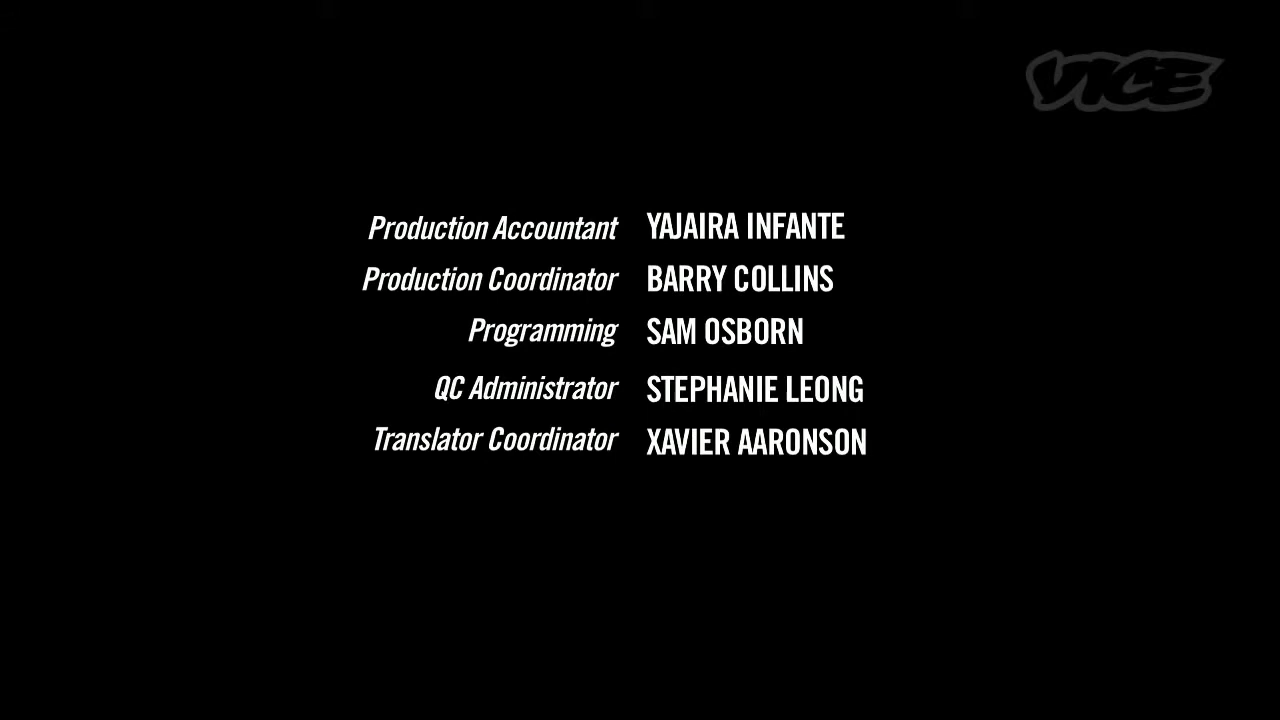 VICE
Production Accountant YAJAIRA INFANTE
Production Coordinator BARRY COLLINS
Programming SAM OSBORN
QC Administrator STEPHANIE LEONG
Translator Coordinator XAVIER AARONSON